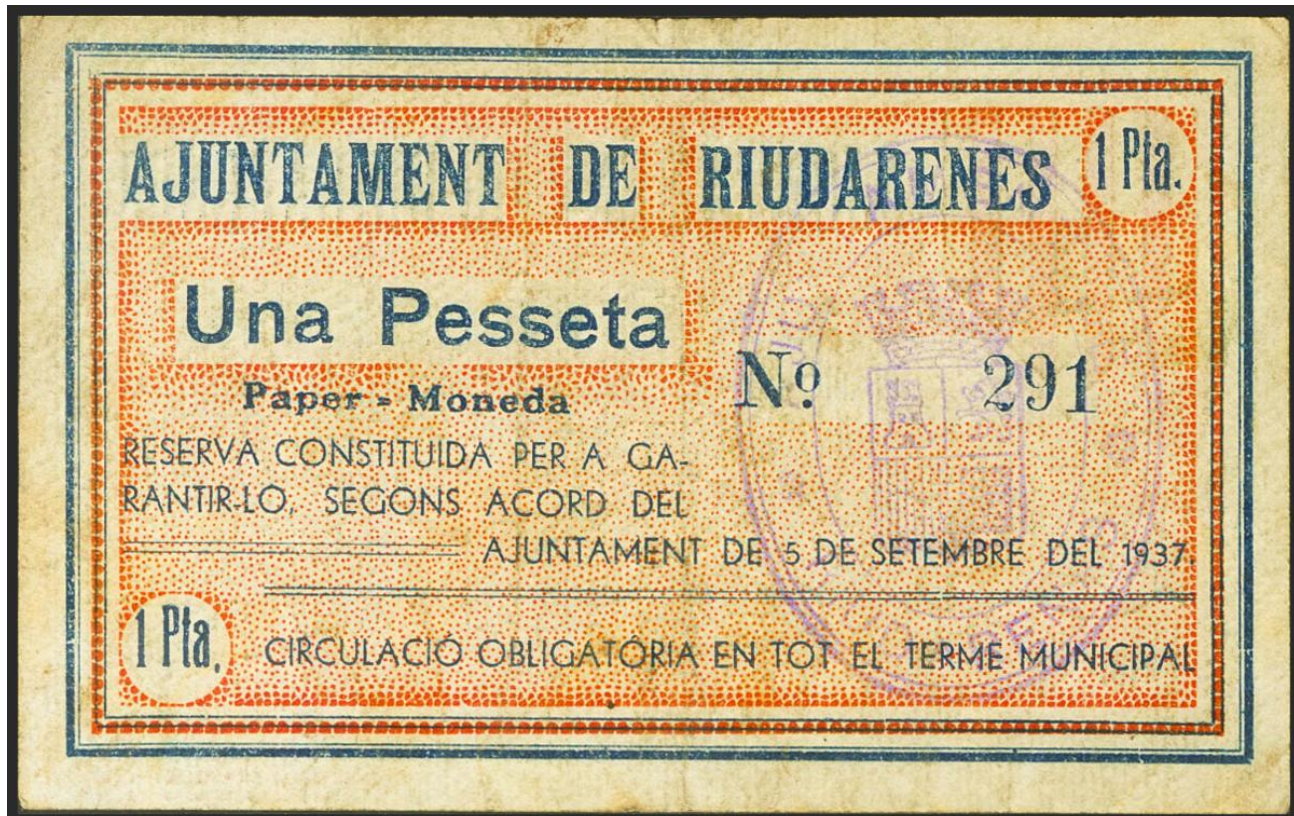 AJUNTAMENT DE RIUDARENES 1 Pta.
Una Pesseta
Nº 291
Paper - Moneda
RESERVA CONSTITUIDA PER A GA-
RANTIR-LO, SEGONS ACORD DEL
AJUNTAMENT DE 5 DE SETEMBRE DEL 1937.
1 Pta.
CIRCULACIÓ OBLIGATÓRIA EN TOT EL TERME MUNICIPAL